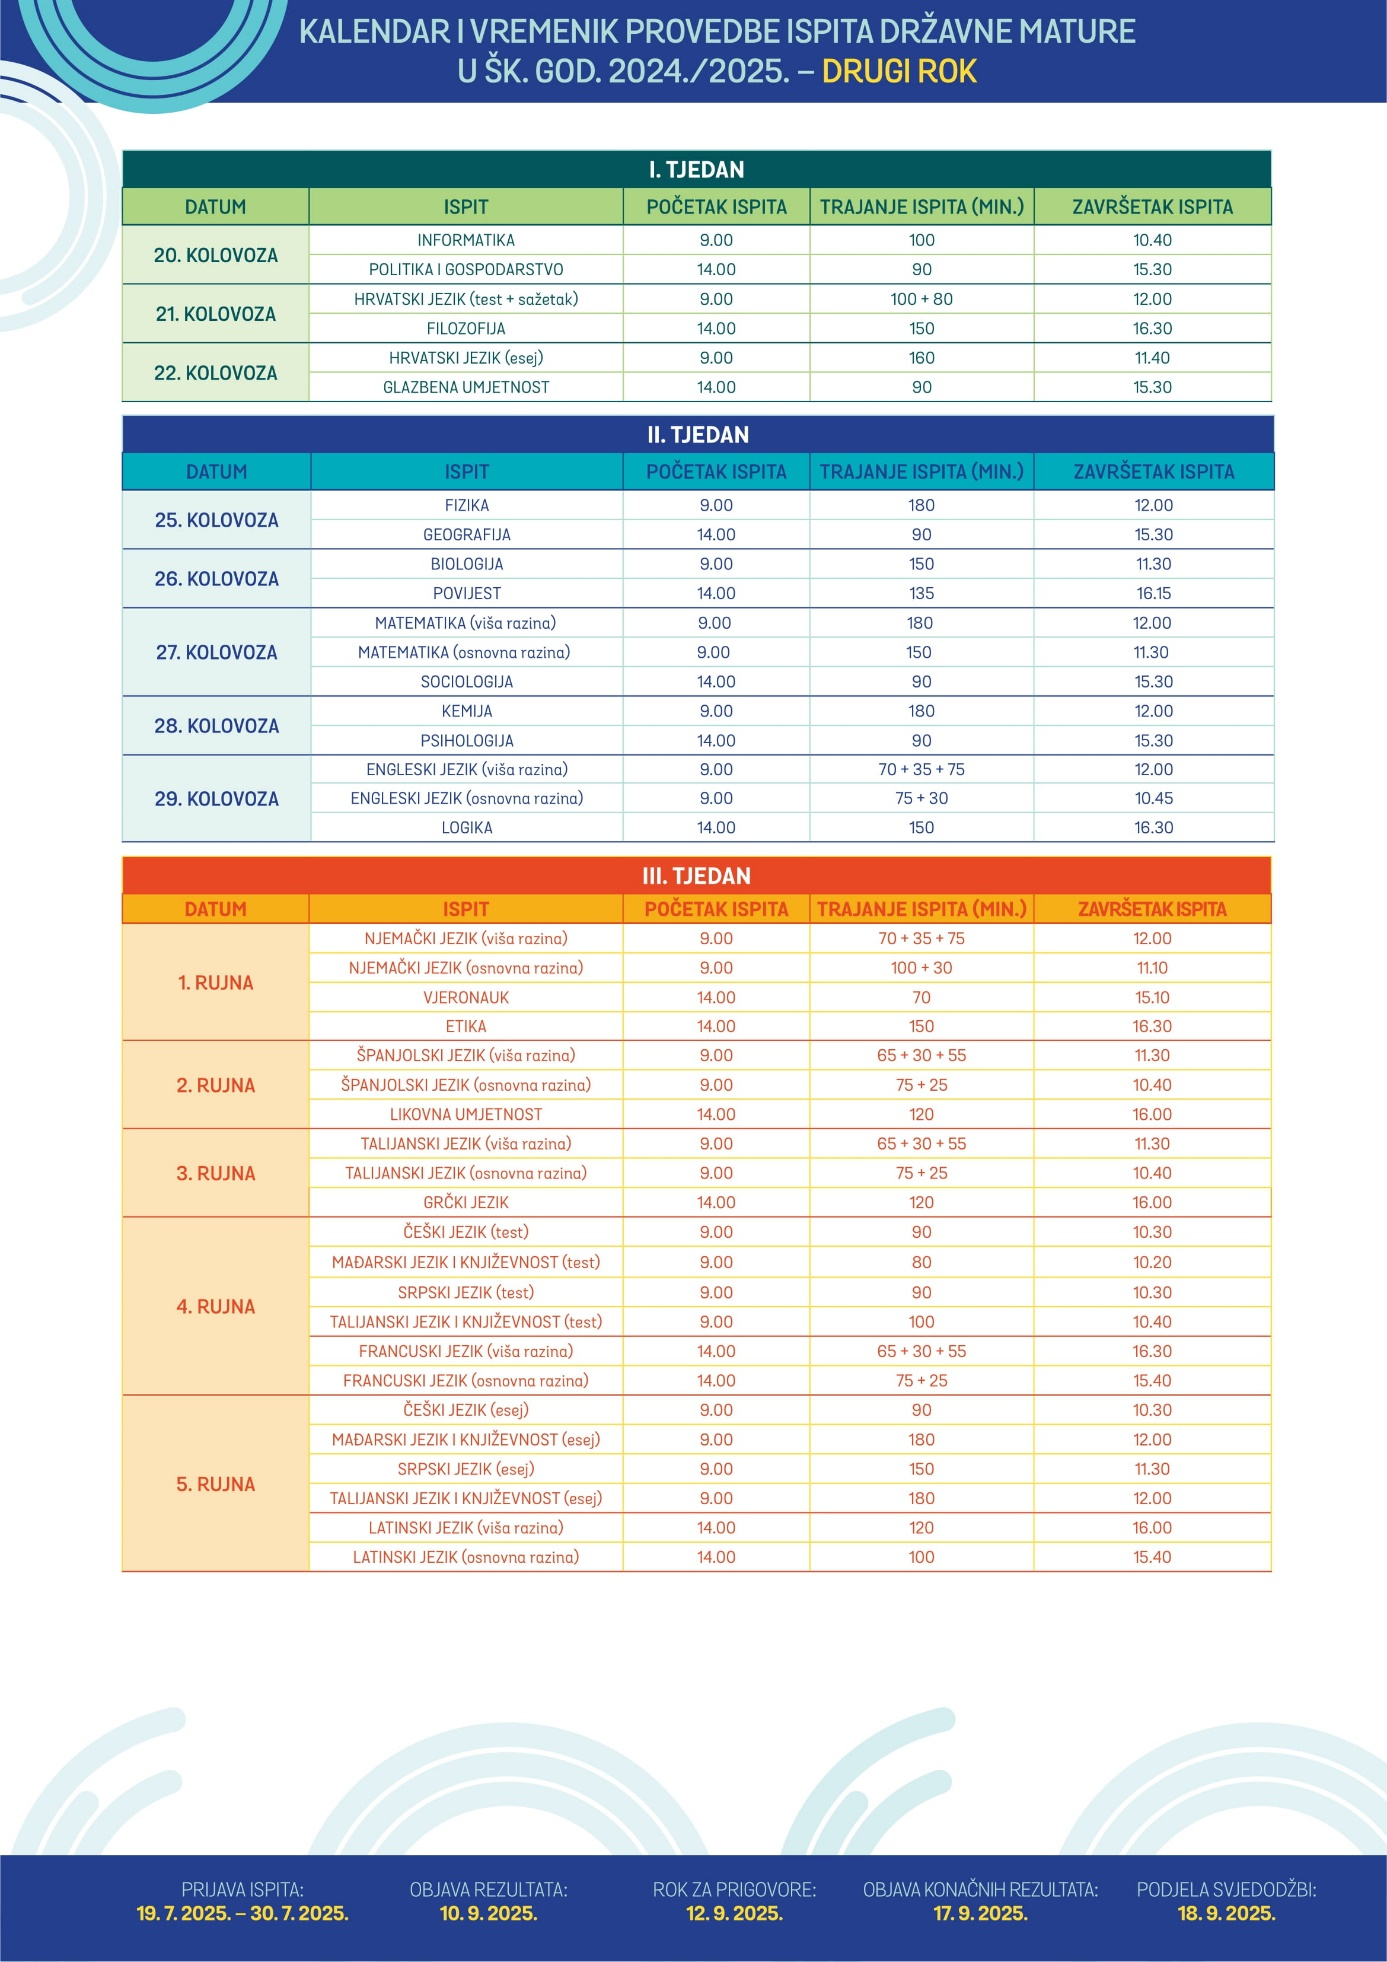 KALENDAR I VREMENIK PROVEDBE ISPITA DRŽAVNE MATURE
U ŠK. GOD. 2024./2025. – DRUGI ROK
I. TJEDAN
DATUM ISPIT POČETAK ISPITA TRAJANJE ISPITA (MIN.) ZAVRŠETAK ISPITA
20. KOLOVOZA
INFORMATIKA 9.00 100 10.40
POLITIKA I GOSPODARSTVO 14.00 90 15.30
21. KOLOVOZA
HRVATSKI JEZIK (test + sažetak) 9.00 100 + 80 12.00
FILOZOFIJA 14.00 150 16.30
22. KOLOVOZA
HRVATSKI JEZIK (esej) 9.00 160 11.40
GLAZBENA UMJETNOST 14.00 90 15.30
II. TJEDAN
DATUM ISPIT POČETAK ISPITA TRAJANJE ISPITA (MIN.) ZAVRŠETAK ISPITA
25. KOLOVOZA
FIZIKA 9.00 180 12.00
GEOGRAFIJA 14.00 90 15.30
26. KOLOVOZA
BIOLOGIJA 9.00 150 11.30
POVIJEST 14.00 135 16.15
27. KOLOVOZA
MATEMATIKA (viša razina) 9.00 180 12.00
MATEMATIKA (osnovna razina) 9.00 150 11.30
SOCIOLOGIJA 14.00 90 15.30
28. KOLOVOZA
KEMIJA 9.00 180 12.00
PSIHOLOGIJA 14.00 90 15.30
29. KOLOVOZA
ENGLESKI JEZIK (viša razina) 9.00 70 + 35 + 75 12.00
ENGLESKI JEZIK (osnovna razina) 9.00 75 + 30 10.45
LOGIKA 14.00 150 16.30
III. TJEDAN
DATUM ISPIT POČETAK ISPITA TRAJANJE ISPITA (MIN.) ZAVRŠETAK ISPITA
1. RUJNA
NJEMAČKI JEZIK (viša razina) 9.00 70 + 35 + 75 12.00
NJEMAČKI JEZIK (osnovna razina) 9.00 100 + 30 11.10
VJERONAUK 14.00 70 15.10
ETIKA 14.00 150 16.30
2. RUJNA
ŠPANJOLSKI JEZIK (viša razina) 9.00 65 + 30 + 55 11.30
ŠPANJOLSKI JEZIK (osnovna razina) 9.00 75 + 25 10.40
LIKOVNA UMJETNOST 14.00 120 16.00
3. RUJNA
TALIJANSKI JEZIK (viša razina) 9.00 65 + 30 + 55 11.30
TALIJANSKI JEZIK (osnovna razina) 9.00 75 + 25 10.40
GRČKI JEZIK 14.00 120 16.00
4. RUJNA
ČEŠKI JEZIK (test) 9.00 90 10.30
MAĐARSKI JEZIK I KNJIŽEVNOST (test) 9.00 80 10.20
SRPSKI JEZIK (test) 9.00 90 10.30
TALIJANSKI JEZIK I KNJIŽEVNOST (test) 9.00 100 10.40
FRANCUSKI JEZIK (viša razina) 14.00 65 + 30 + 55 16.30
FRANCUSKI JEZIK (osnovna razina) 14.00 75 + 25 15.40
5. RUJNA
ČEŠKI JEZIK (esej) 9.00 90 10.30
MAĐARSKI JEZIK I KNJIŽEVNOST (esej) 9.00 180 12.00
SRPSKI JEZIK (esej) 9.00 150 11.30
TALIJANSKI JEZIK I KNJIŽEVNOST (esej) 9.00 180 12.00
LATINSKI JEZIK (viša razina) 14.00 120 16.00
LATINSKI JEZIK (osnovna razina) 14.00 100 15.40
PRIJAVA ISPITA: OBJAVA REZULTATA: ROK ZA PRIGOVORE: OBJAVA KONAČNIH REZULTATA: PODJELA SVJEDODŽBI:
19. 7. 2025. – 30. 7. 2025. 10. 9. 2025. 12. 9. 2025. 17. 9. 2025. 18. 9. 2025.